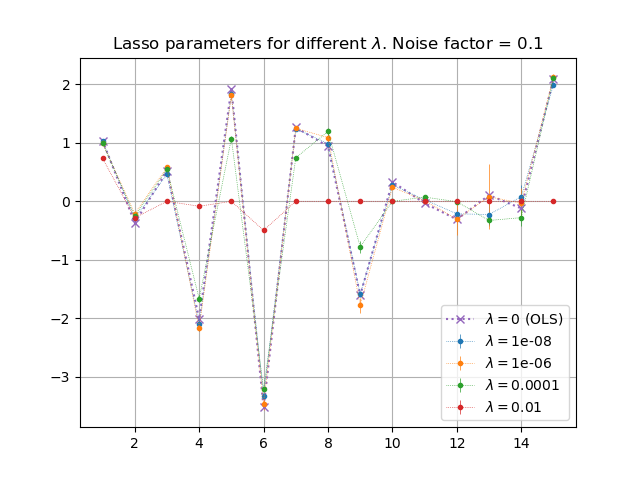 Lasso parameters for different λ. Noise factor = 0.1
2
1
0
−1
−2
−3
2
4
6
8
10
12
14
λ = 0 (OLS)
λ = 1e-08
λ = 1e-06
λ = 0.0001
λ = 0.01